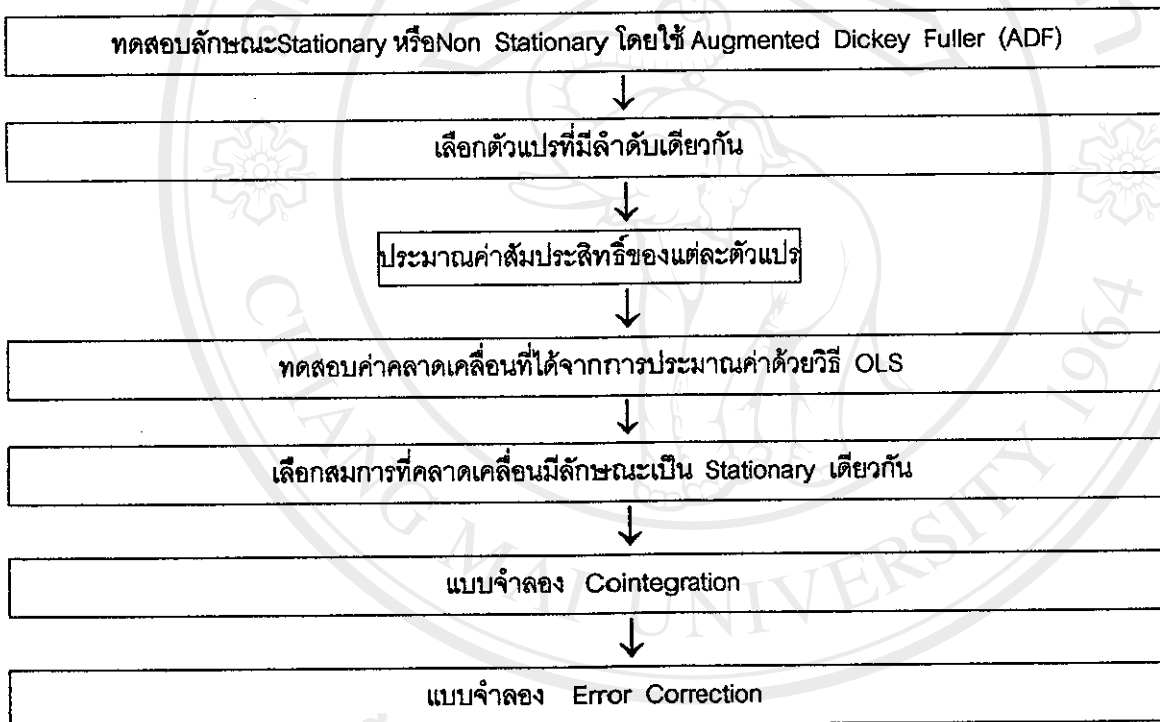 ทดสอบลักษณะStationary หรือNon Stationary โดยใช้ Augmented Dickey Fuller (ADF)
เลือกตัวแปรที่มีลำดับเดียวกัน
ประมาณค่าสัมประสิทธิ์ของแต่ละตัวแปร
ทดสอบค่าคลาดเคลื่อนที่ได้จากการประมาณค่าด้วยวิธี OLS
เลือกสมการที่คลาดเคลื่อนมีลักษณะเป็น Stationary เดียวกัน
แบบจำลอง Cointegration
แบบจำลอง Error Correction
CHIANG MAI UNIVERSITY 1964